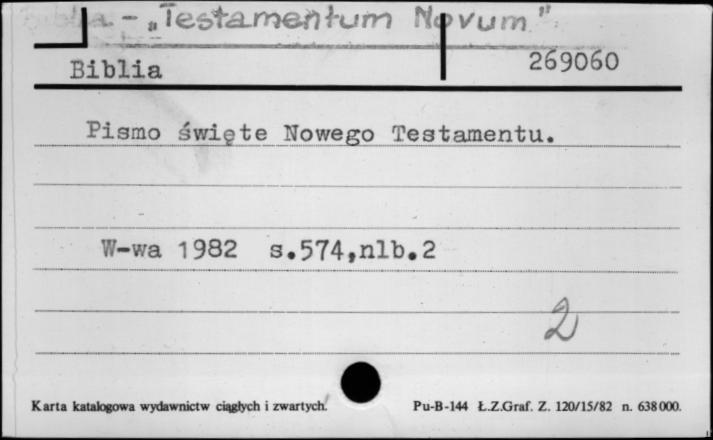 Biblia - „Testamentum Novum"
Biblia 269060
Pismo święte Nowego Testamentu.
W-wa 1982 s.574,nlb.2
2
Karta katalogowa wydawnictw ciągłych i zwartych. Pu-B-144 Ł.Z.Graf. Z. 120/15/82 n. 638000.